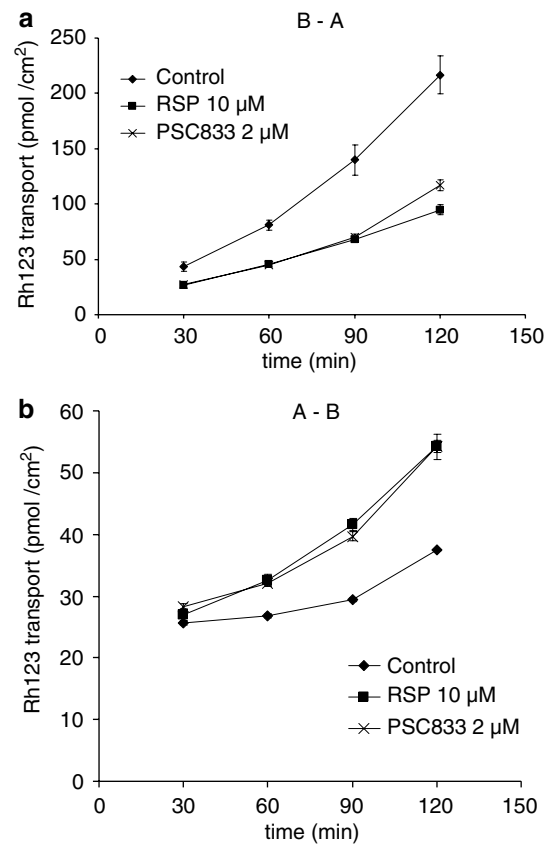 a
B - A
Rh123 transport (pmol /cm²)
250
200
150
100
50
0
Control
RSP 10 µM
PSC833 2 µM
0 30 60 90 120 150
time (min)
b
A - B
Rh123 transport (pmol /cm²)
60
50
40
30
20
10
0
Control
RSP 10 µM
PSC833 2 µM
0 30 60 90 120 150
time (min)